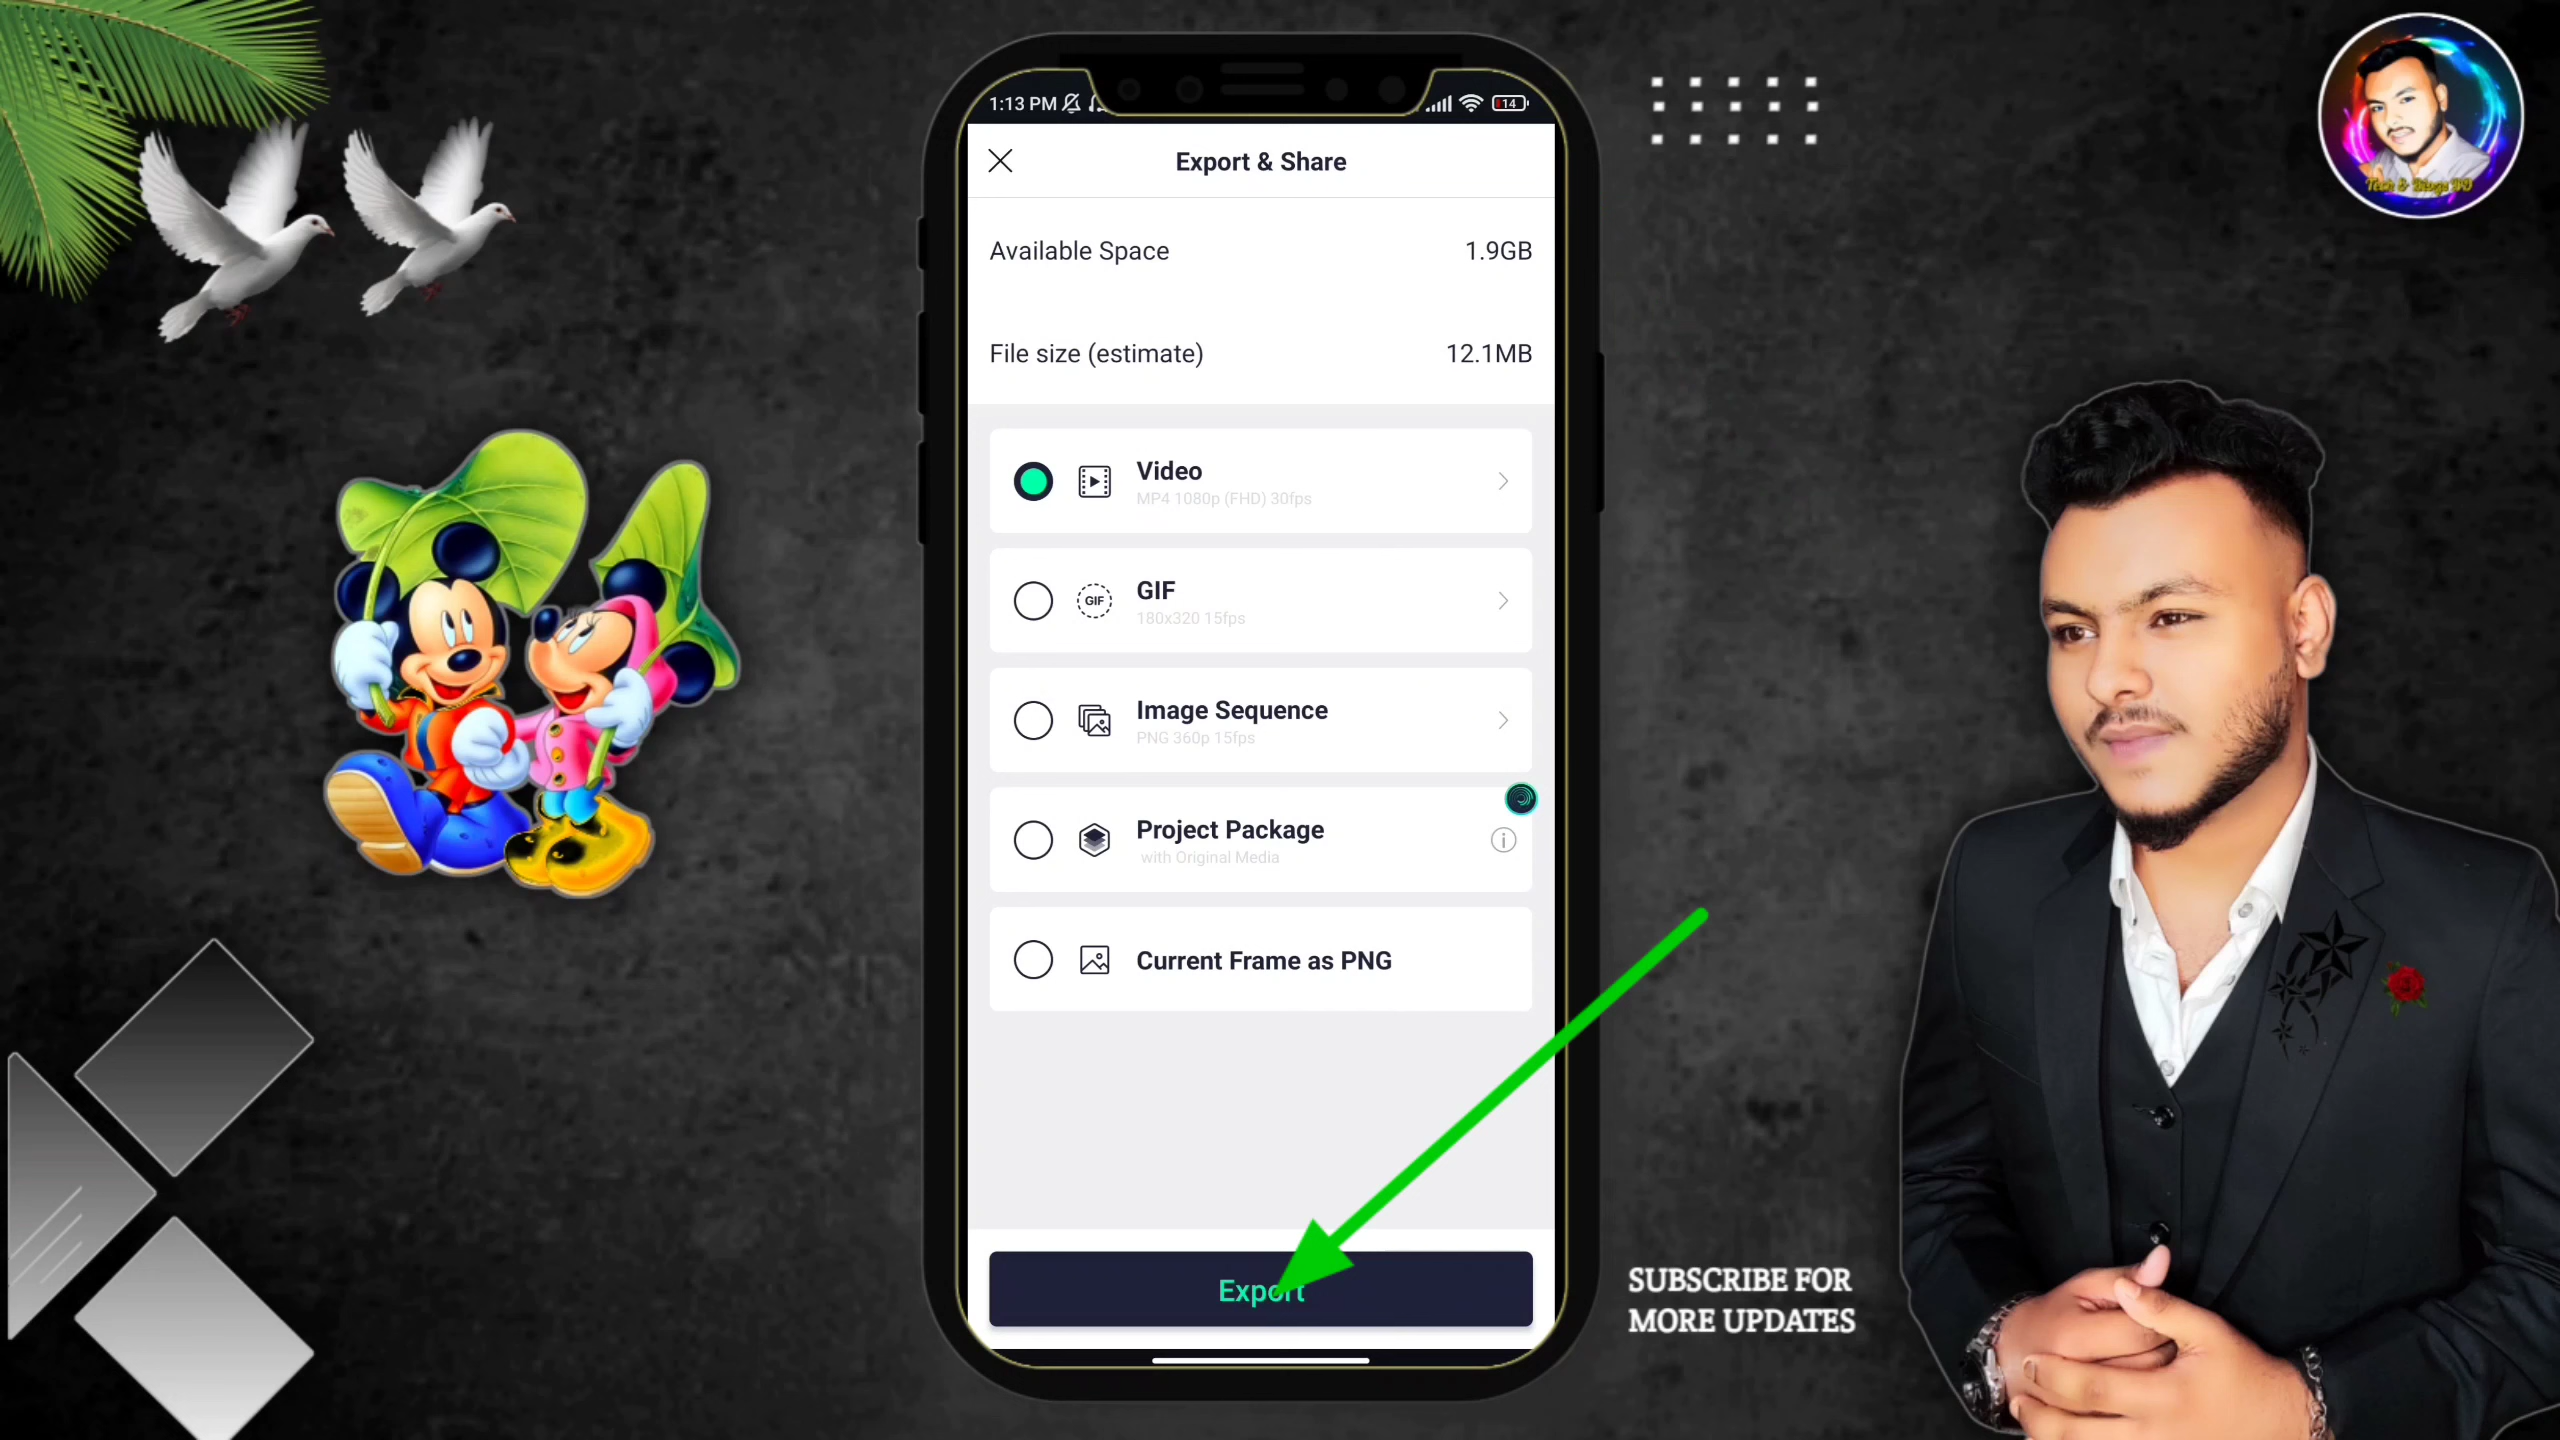 1:13 PM
14
Export & Share
Available Space 1.9GB
File size (estimate) 12.1MB
Video
MP4 1080p (FHD) 30fps
GIF
GIF
180x320 15fps
Image Sequence
PNG 360p 15fps
Project Package
with Original Media
Current Frame as PNG
Export
SUBSCRIBE FOR
MORE UPDATES